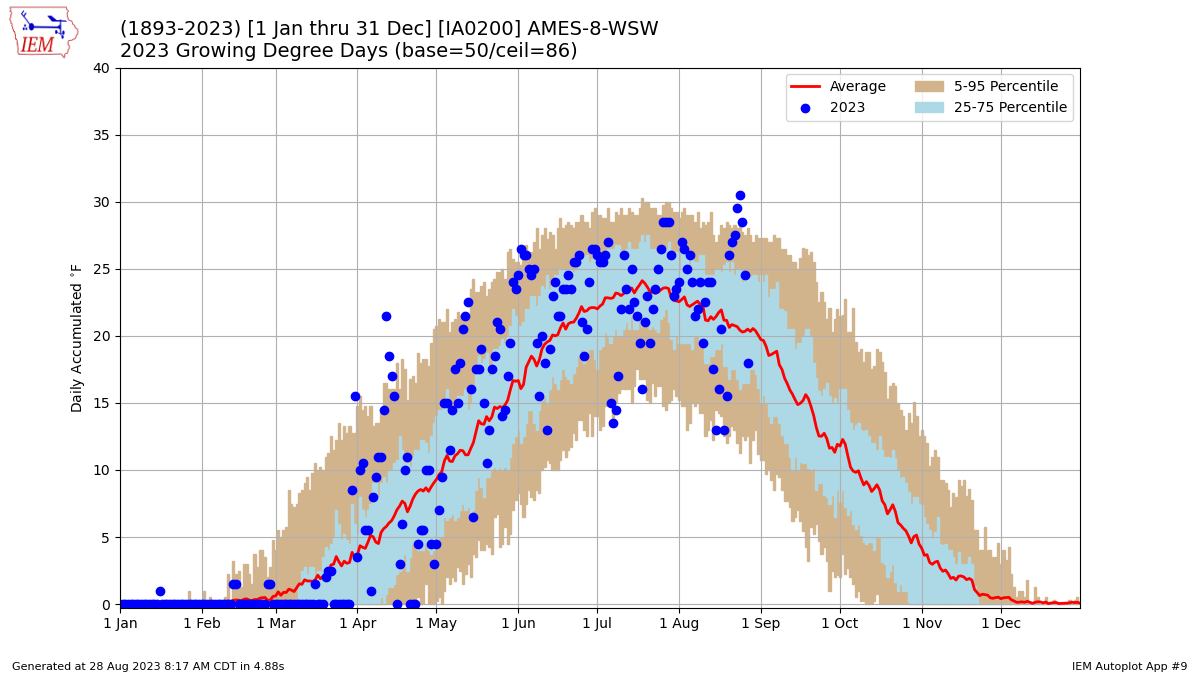 IEM
(1893-2023) [1 Jan thru 31 Dec] [IA0200] AMES-8-WSW
2023 Growing Degree Days (base=50/ceil=86)
Average
2023
5-95 Percentile
25-75 Percentile
Daily Accumulated °F
40
35
30
25
20
15
10
5
0
1 Jan
1 Feb
1 Mar
1 Apr
1 May
1 Jun
1 Jul
1 Aug
1 Sep
1 Oct
1 Nov
1 Dec
Generated at 28 Aug 2023 8:17 AM CDT in 4.88s
IEM Autoplot App #9